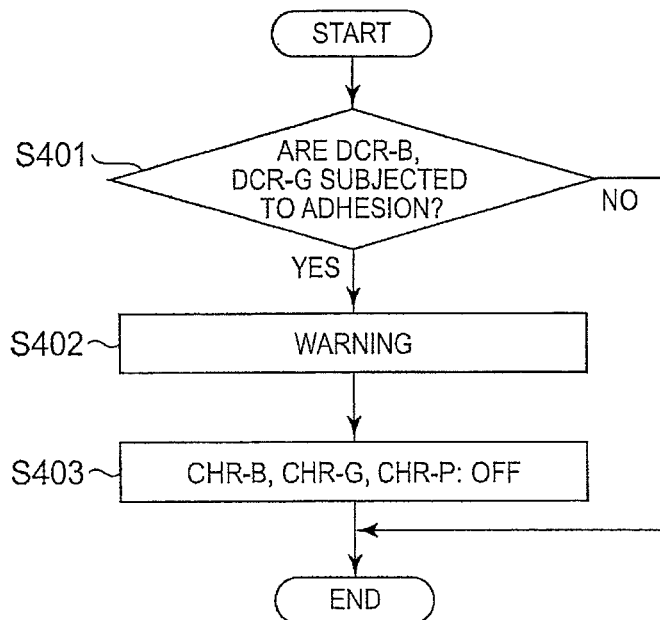 START
S401
ARE DCR-B,
DCR-G SUBJECTED
TO ADHESION?
NO
YES
S402
WARNING
S403
CHR-B, CHR-G, CHR-P: OFF
END